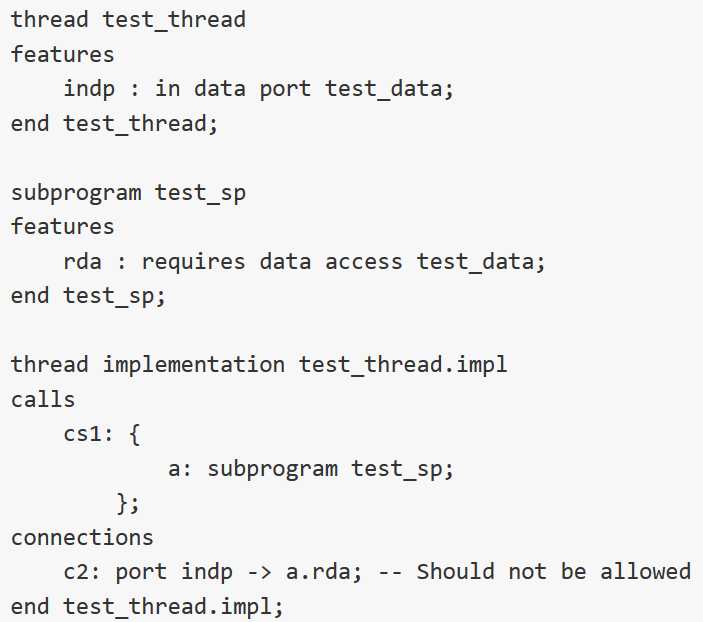 thread test_thread
features
    indp : in data port test_data;
end test_thread;

subprogram test_sp
features
    rda : requires data access test_data;
end test_sp;

thread implementation test_thread.impl
calls
    cs1: {
            a: subprogram test_sp;
        };
connections
    c2: port indp -> a.rda; -- Should not be allowed
end test_thread.impl;